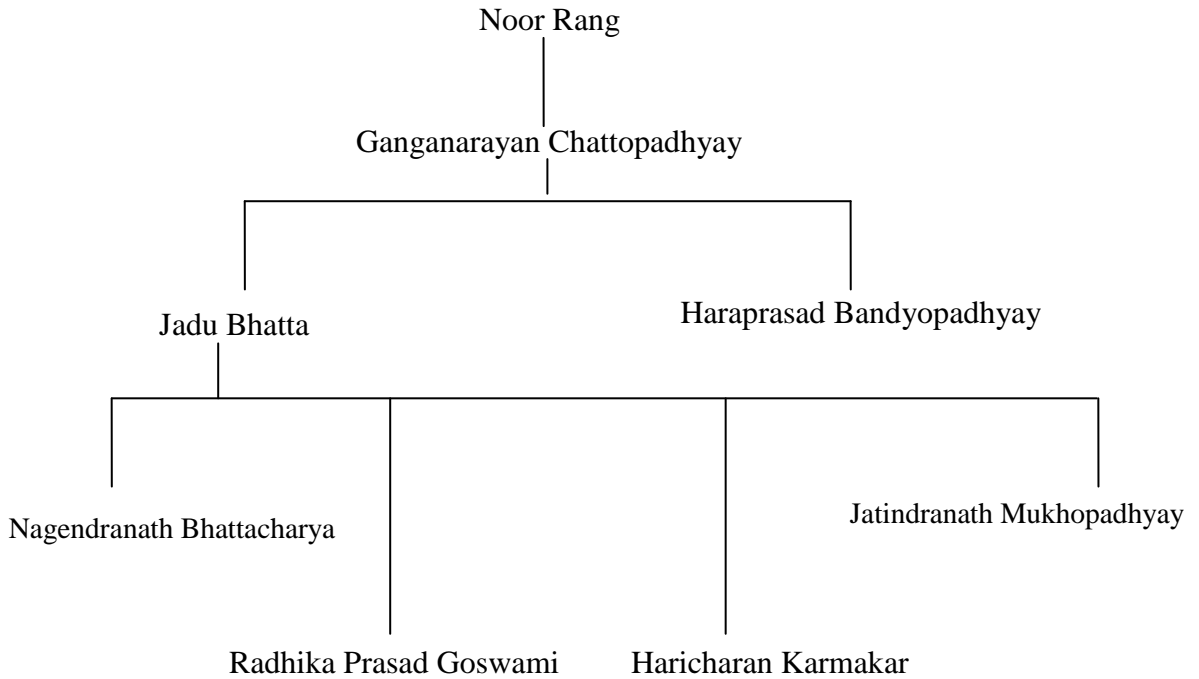 Noor Rang
Ganganarayan Chattopadhyay
Jadu Bhatta
Haraprasad Bandyopadhyay
Nagendranath Bhattacharya
Jatindranath Mukhopadhyay
Radhika Prasad Goswami
Haricharan Karmakar